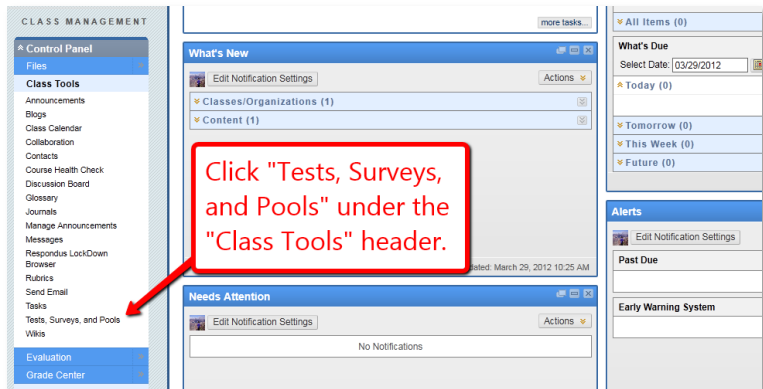 CLASS MANAGEMENT
Control Panel
Files
Class Tools
Announcements
Blogs
Class Calendar
Collaboration
Contacts
Course Health Check
Discussion Board
Glossary
Journals
Manage Announcements
Messages
Respondus LockDown
Browser
Rubrics
Send Email
Tasks
Tests, Surveys, and Pools
Wikis
Evaluation
Grade Center
more tasks...
What's New
Edit Notification Settings
Actions
Classes/Organizations (1)
Content (1)
Click "Tests, Surveys,
and Pools" under the
"Class Tools" header.
March 29, 2012 10:25 AM
Needs Attention
Edit Notification Settings
Actions
No Notifications
All Items (0)
What's Due
Select Date: 03/29/2012
Today (0)
Tomorrow (0)
This Week (0)
Future (0)
Alerts
Edit Notification Settings
Past Due
Early Warning System